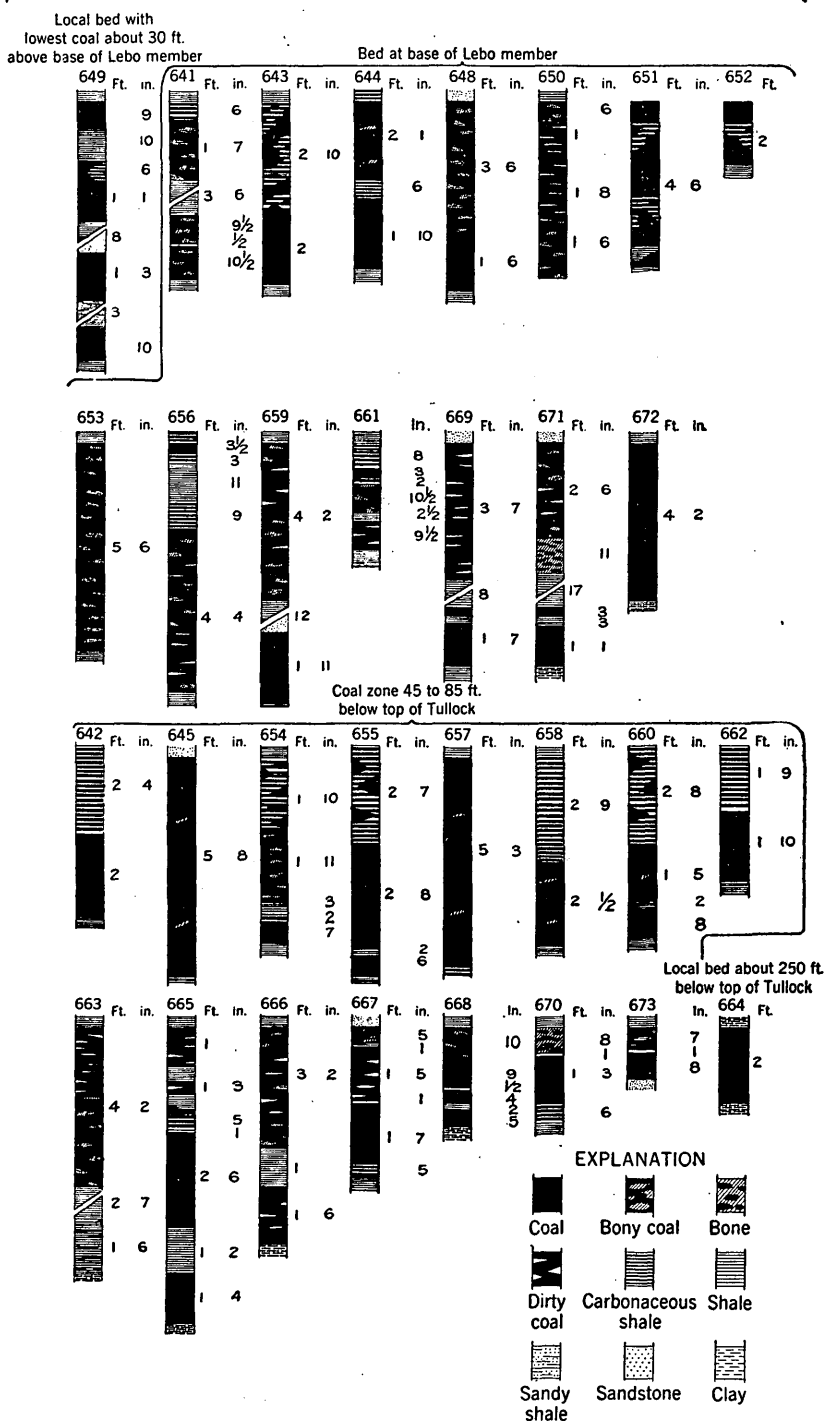 Local bed with
lowest coal about 30 ft.
above base of Lebo member
Bed at base of Lebo member
649 Ft. in. 641 Ft. in. 643 Ft. in. 644 Ft. in. 648 Ft. in. 650 Ft. in. 651 Ft. in. 652 Ft.
9 6 6
10 1 7 2 10 2 1 1 2
6 3 6
1 1 3 6 6 1 8 4 6
8 9½ 1 10
½ 2 1 6
1 3 10½ 1 6
3
10
653 Ft. in. 656 Ft. in. 659 Ft. in. 661 In. 669 Ft. in. 671 Ft. in. 672 Ft. in.
3½
3 8
11 3
2 2 6
10½
9 4 2 2½ 3 7 4 2
5 6 9½
11
8 17
4 4 12 3
3
1 11 1 7 1 1
Coal zone 45 to 85 ft.
below top of Tullock
642 Ft. in. 645 Ft. in. 654 Ft. in. 655 Ft. in. 657 Ft. In. 658 Ft. in. 660 Ft. in. 662 Ft. in.
2 4 1 10 2 7 2 9 2 8 1 9
5 8 1 11 5 3 1 10
2 3 2 8 2 ½ 1 5
2 2
7 2 8
6
Local bed about 250 ft.
below top of Tullock
663 Ft. in. 665 Ft. in. 666 Ft. in. 667 Ft. in. 668 In. 670 Ft. in. 673 In. 664 Ft.
1 5 10 8 7
1 1 1
1 3 3 2 1 5 9 1 3 8 2
½
4 2 5 1 4
1 2 6
1 7 5
2 6 1 5
2 7
1 6 1 2 1 6
1 4
EXPLANATION
Coal Bony coal Bone
Dirty coal Carbonaceous shale Shale
Sandy shale Sandstone Clay